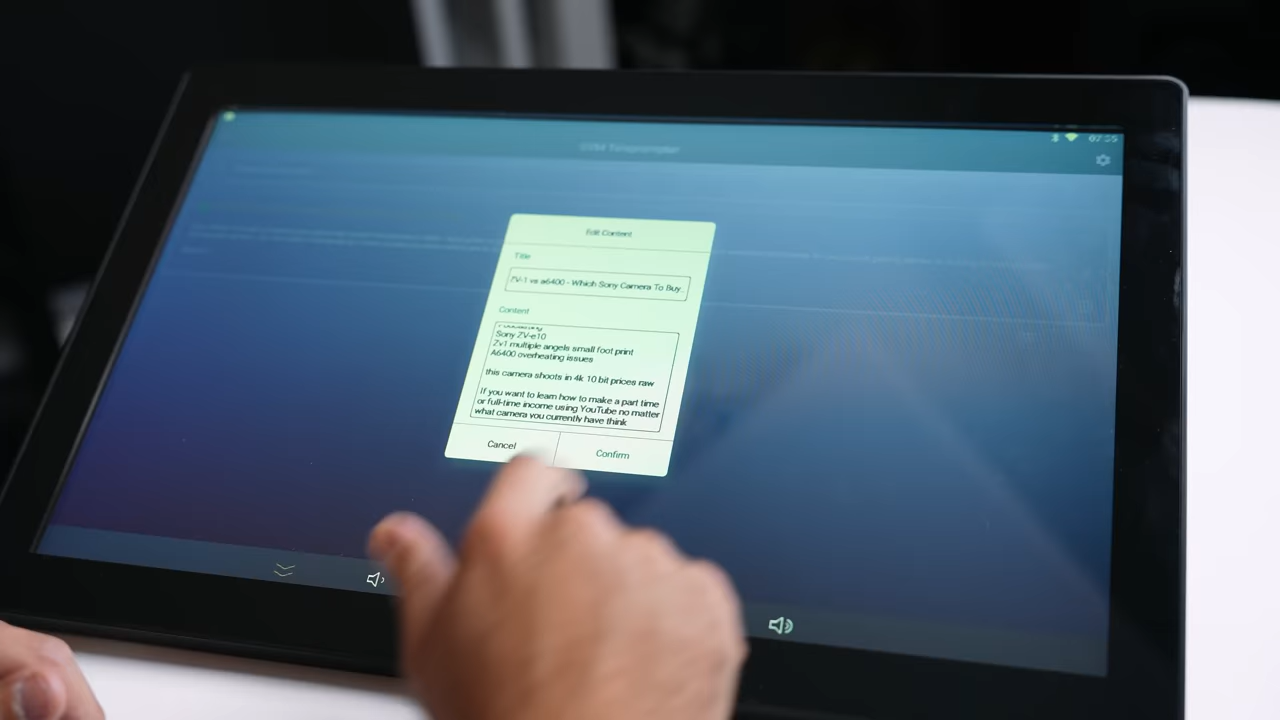 07:35
Edit Content
Title
ZV-1 vs a6400 - Which Sony Camera To Buy.
Content
Sony ZV-e10
Zv1 multiple angels small foot print
A6400 overheating issues
this camera shoots in 4k 10 bit prices raw
If you want to learn how to make a part time
or full-time income using YouTube no matter
what camera you currently have think
Cancel
Confirm